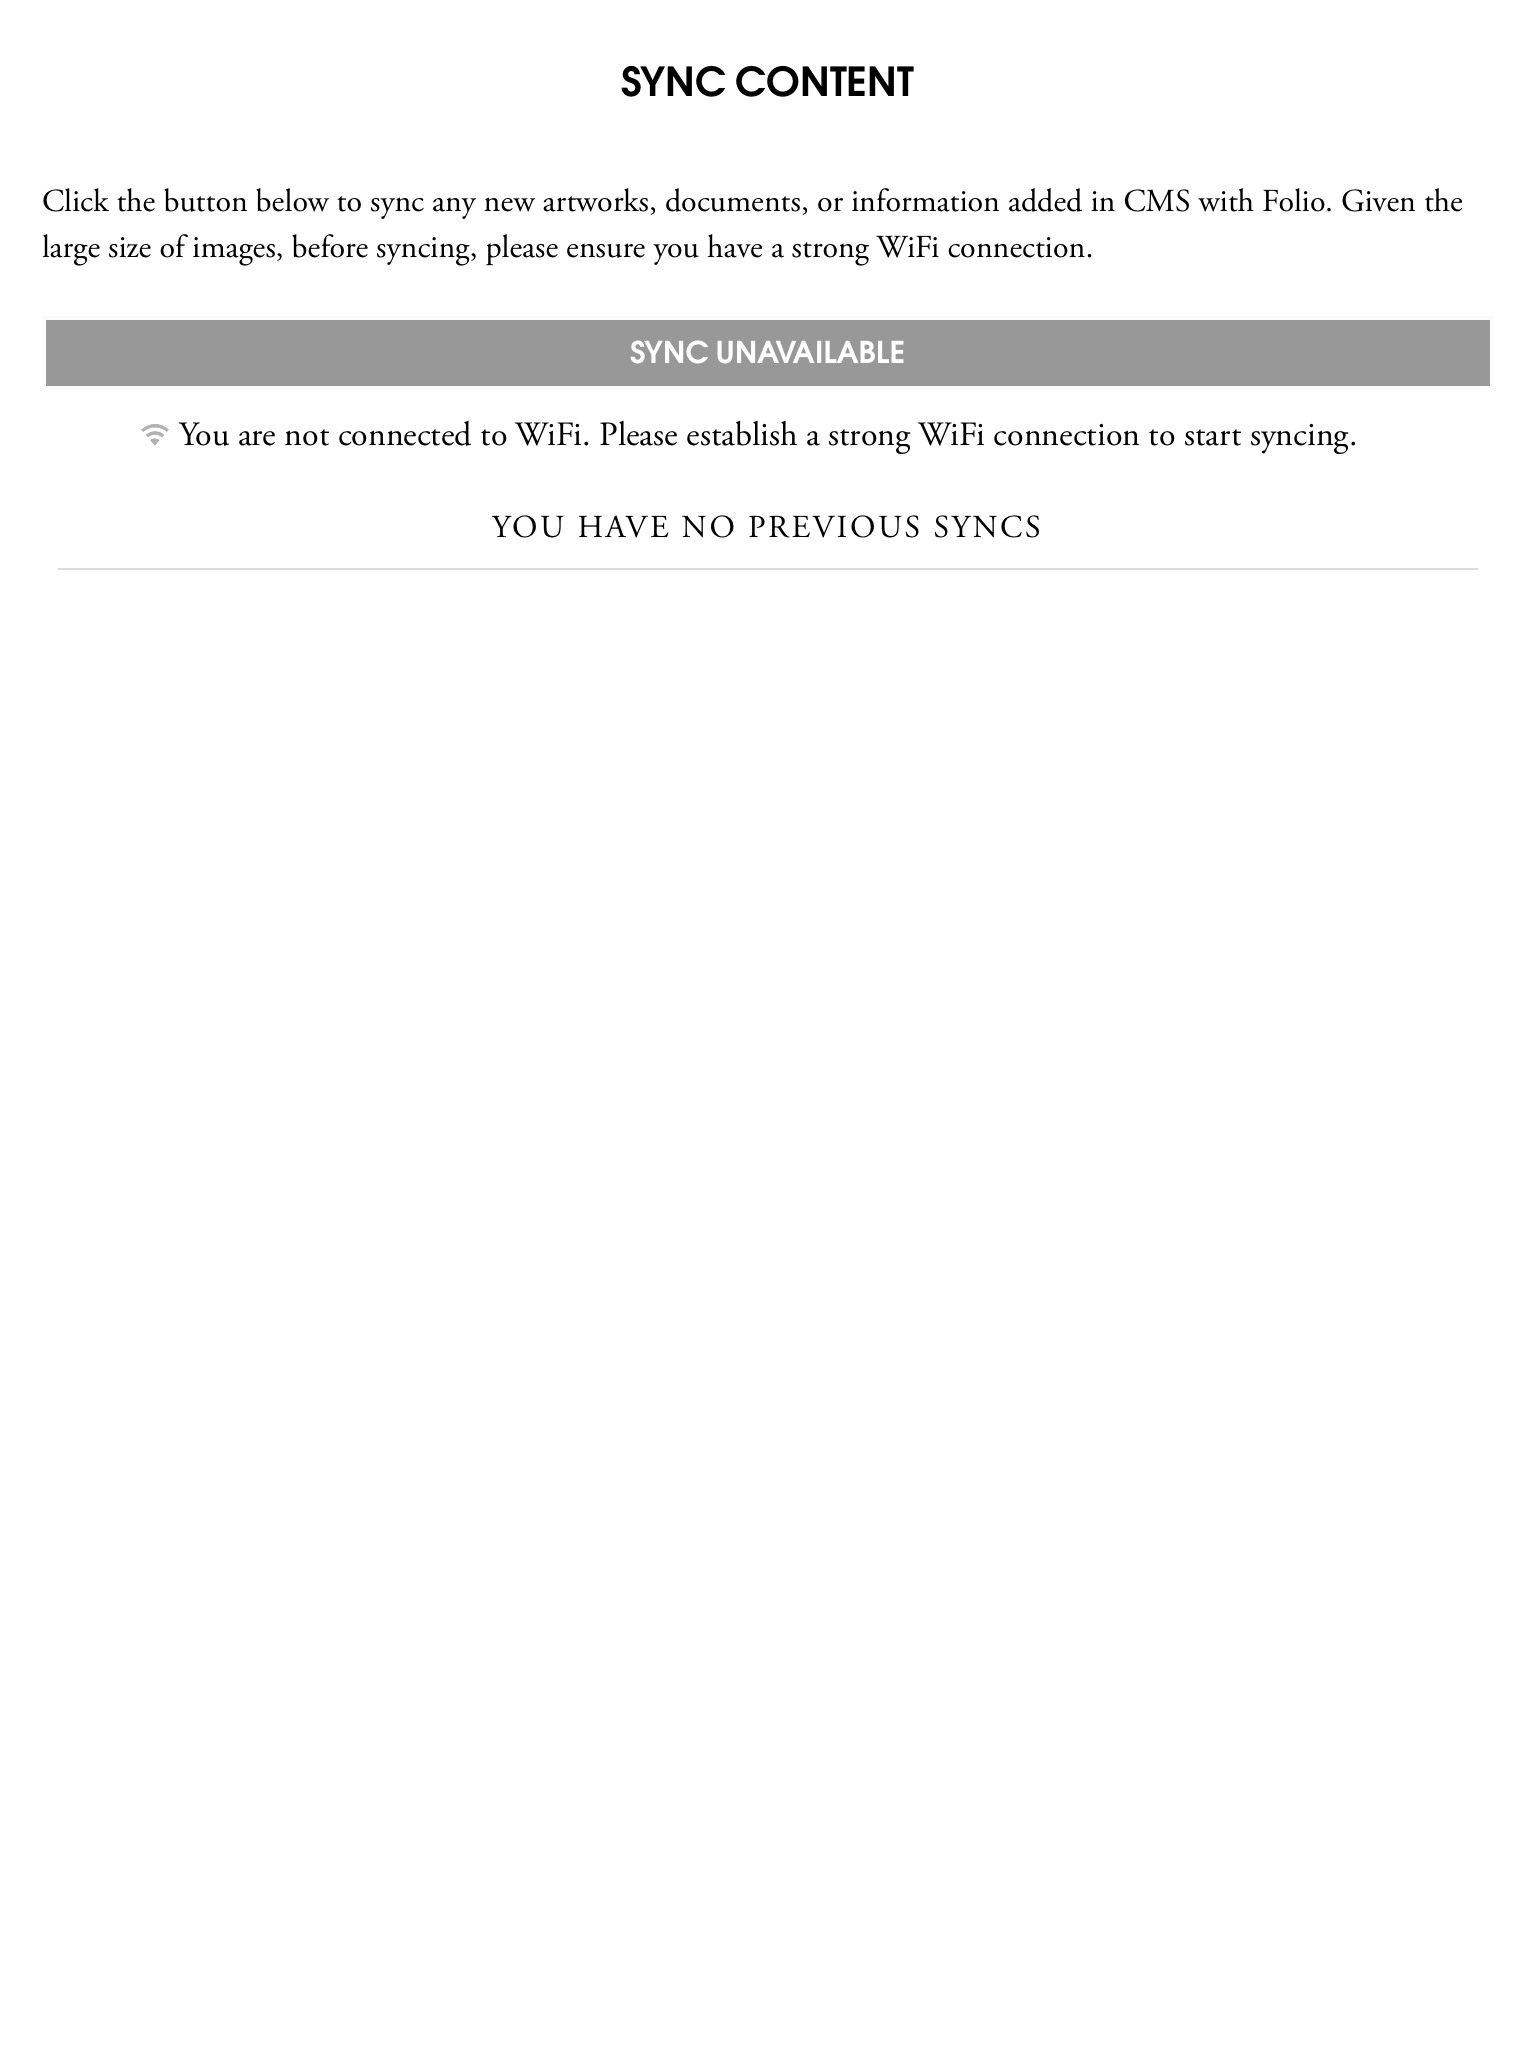 SYNC CONTENT
Click the button below to sync any new artworks, documents, or information added in CMS with Folio. Given the
large size of images, before syncing, please ensure you have a strong WiFi connection.
SYNC UNAVAILABLE
You are not connected to WiFi. Please establish a strong WiFi connection to start syncing.
YOU HAVE NO PREVIOUS SYNCS